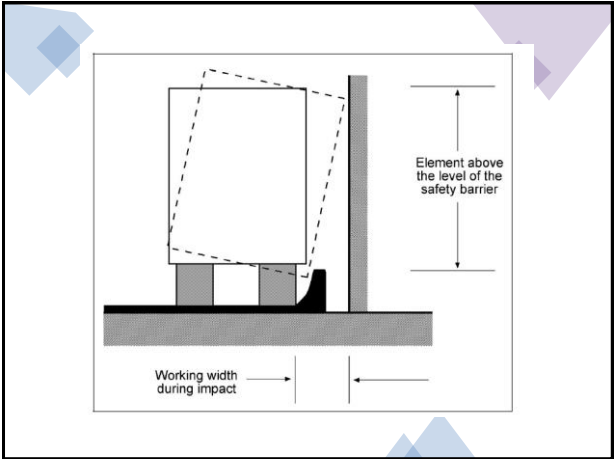 Element above
the level of the
safety barrier
Working width
during impact